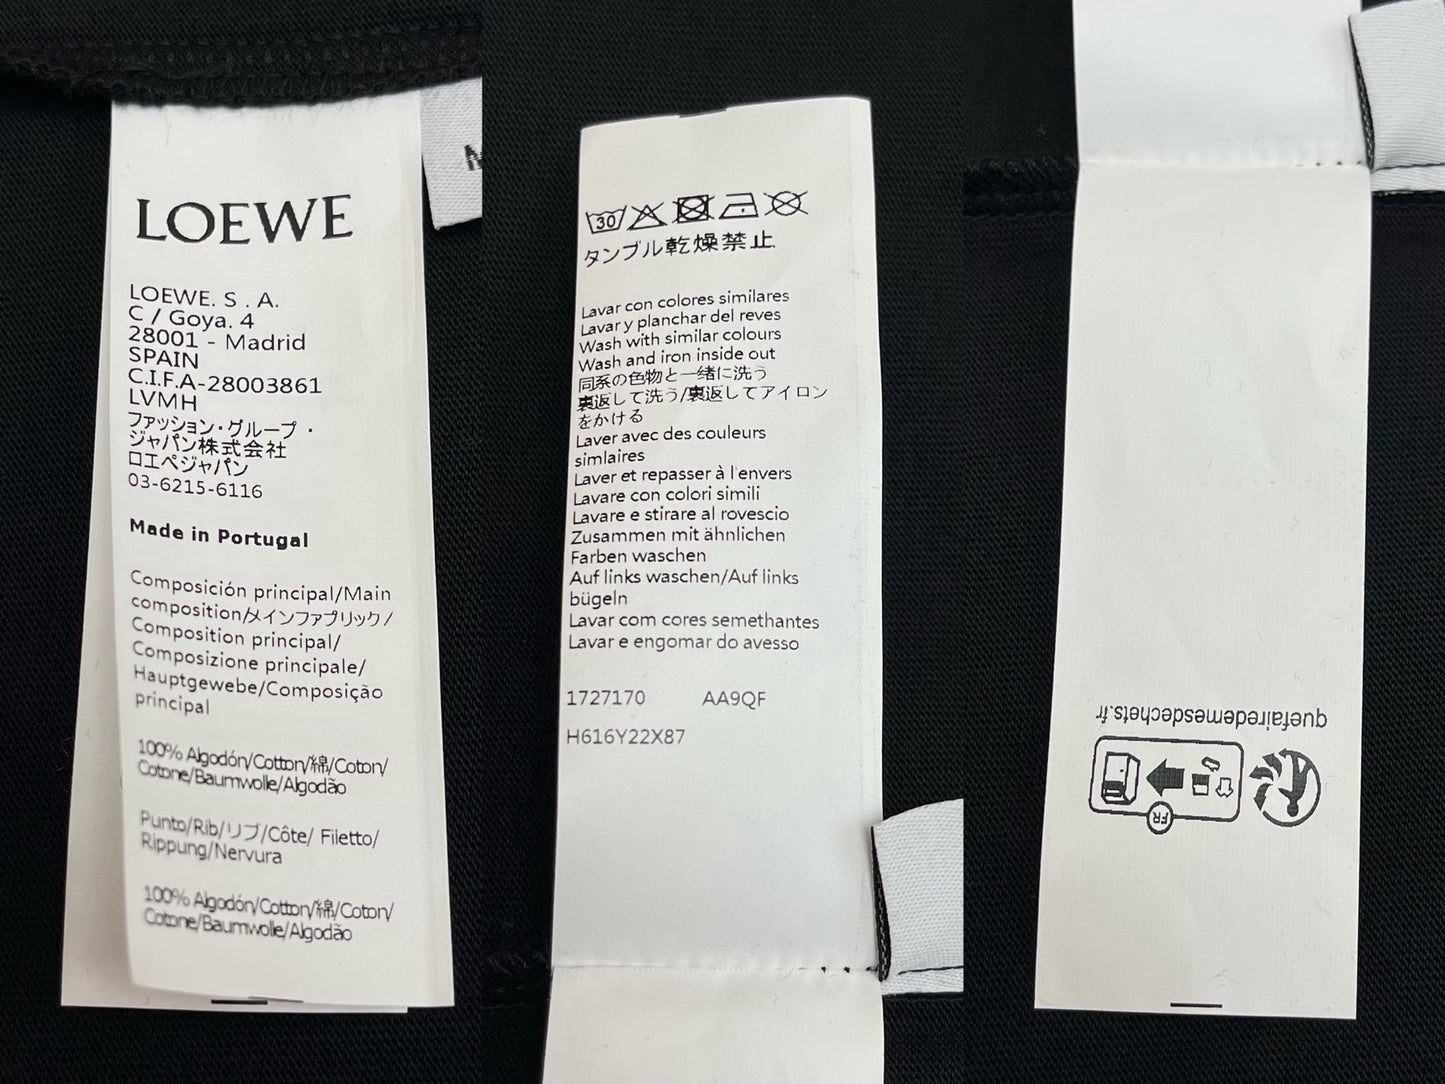 LOEWE
LOEWE. S . A.
C / Goya. 4
28001 - Madrid
SPAIN
C.I.F.A-28003861
LVMH
ファッション・グループ・
ジャパン株式会社
ロエベジャパン
03-6215-6116
Made in Portugal
Composición principal/Main
composition/メインファブリック/
Composition principal/
Composizione principale/
Hauptgewebe/Composição
principal
100% Algodón/Cotton/綿/Coton/
Cotone/Baumwolle/Algodão
Punto/Rib/リブ/Côte/ Filetto/
Rippung/Nervura
100% Algodón/Cotton/綿/Coton/
Cotone/Baumwolle/Algodão
30
タンブル乾燥禁止
Lavar con colores similares
Lavar y planchar del reves
Wash with similar colours
Wash and iron inside out
同系の色物と一緒に洗う
裏返して洗う/裏返してアイロン
をかける
Laver avec des couleurs
simlaires
Laver et repasser à l'envers
Lavare con colori simili
Lavare e stirare al rovescio
Zusammen mit ähnlichen
Farben waschen
Auf links waschen/Auf links
bügeln
Lavar com cores semethantes
Lavar e engomar do avesso
1727170 AA9QF
H616Y22X87
quefairedemesdechets.fr
FR